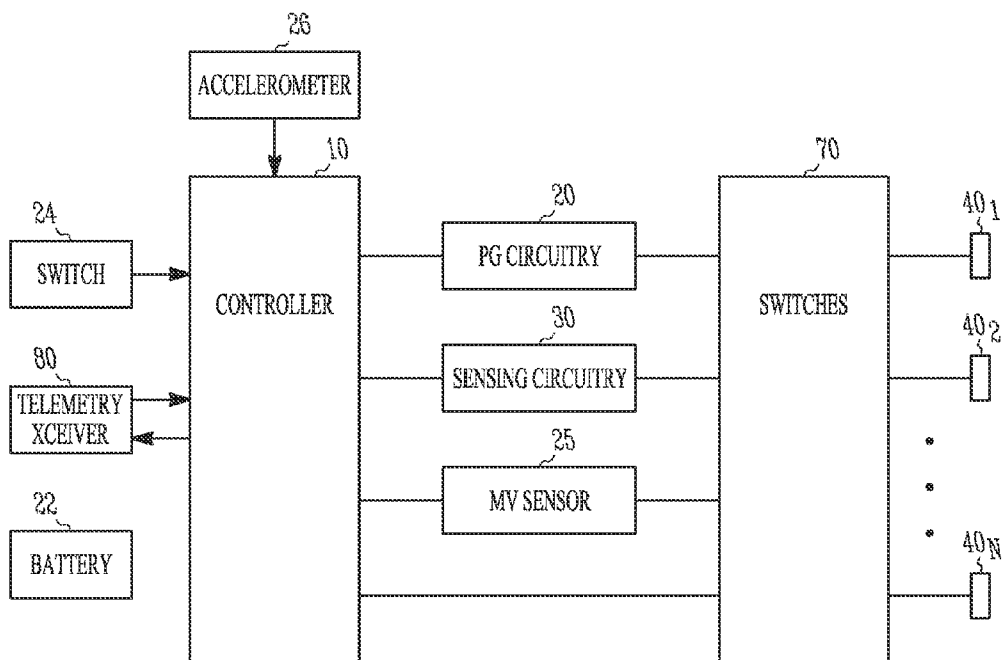 26
ACCELEROMETER
10
70
24
20
40 1
SWITCH
PG CIRCUITRY
CONTROLLER
SWITCHES
30
40 2
80
SENSING CIRCUITRY
TELEMETRY
XCEIVER
25
22
MV SENSOR
BATTERY
40 N